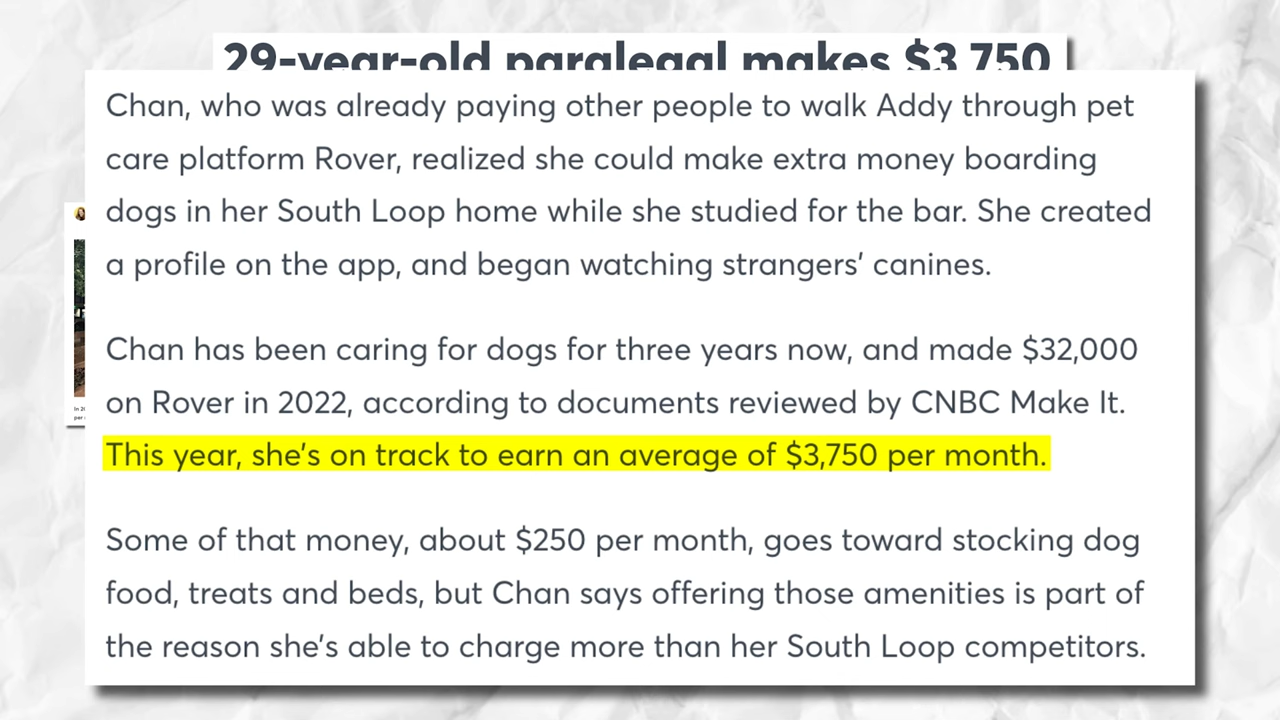 29-year-old paralegal makes $3,750
Chan, who was already paying other people to walk Addy through pet
care platform Rover, realized she could make extra money boarding
dogs in her South Loop home while she studied for the bar. She created
a profile on the app, and began watching strangers’ canines.
Chan has been caring for dogs for three years now, and made $32,000
on Rover in 2022, according to documents reviewed by CNBC Make It.
This year, she’s on track to earn an average of $3,750 per month.
Some of that money, about $250 per month, goes toward stocking dog
food, treats and beds, but Chan says offering those amenities is part of
the reason she’s able to charge more than her South Loop competitors.